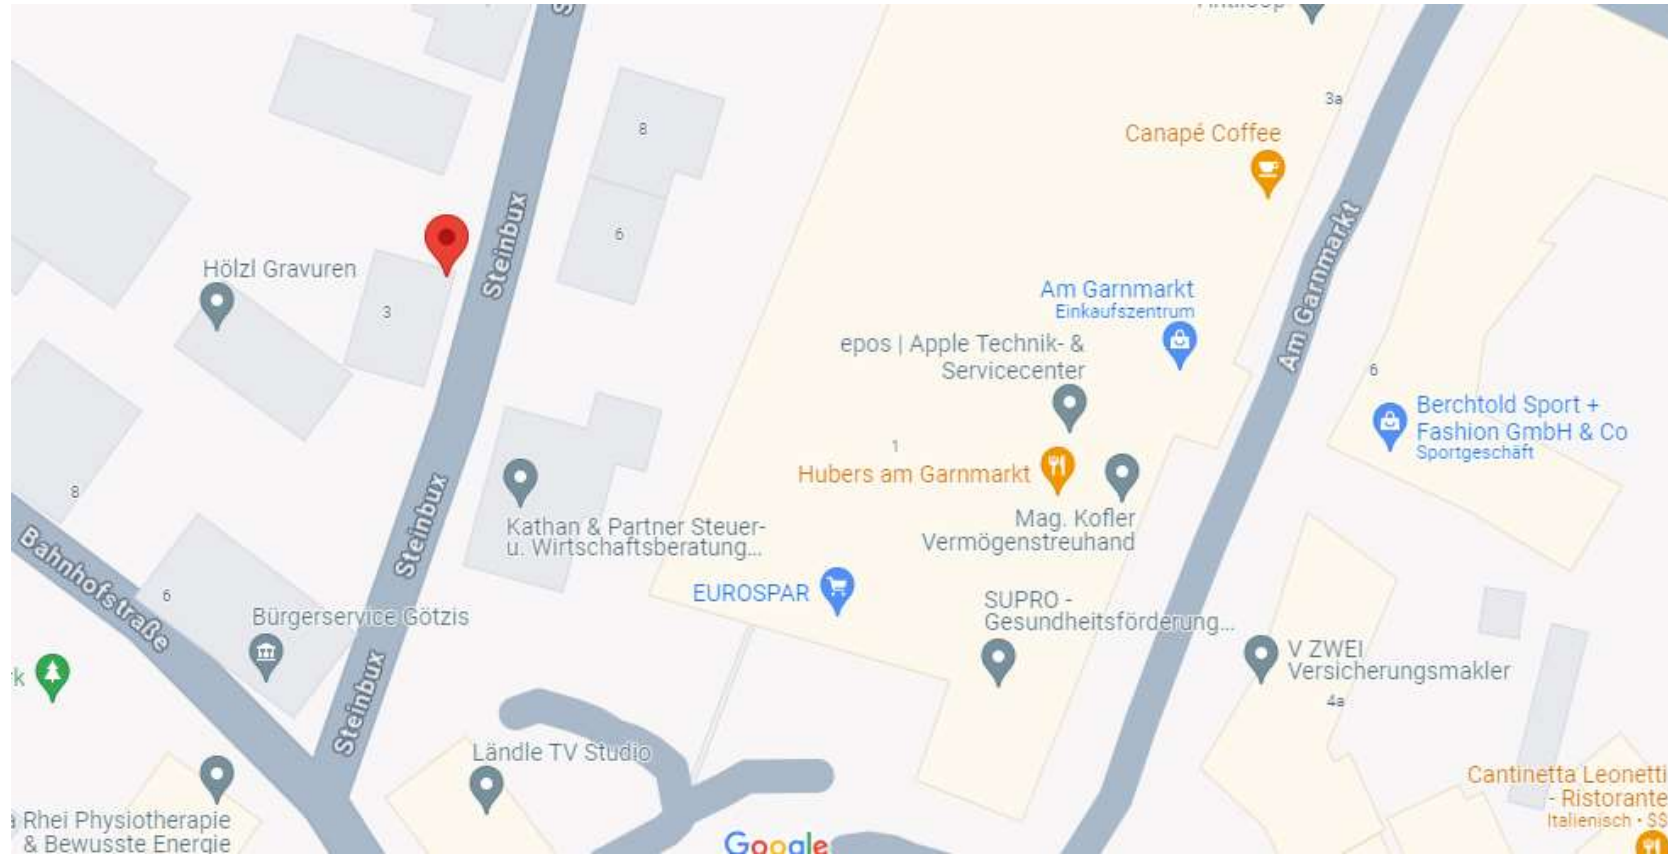 3a
Canapé Coffee
8
Steinbux
6
Hölzl Gravuren
3
Am Garnmarkt
Am Garnmarkt
Einkaufszentrum
epos | Apple Technik- &
Servicecenter
6
Berchtold Sport +
Fashion GmbH & Co
Sportgeschäft
1
Hubers am Garnmarkt
8
Steinbux
Kathan & Partner Steuer-
u. Wirtschaftsberatung...
Mag. Kofler
Vermögenstreuhand
Bahnhofstraße
6
Bürgerservice Götzis
EUROSPAR
SUPRO -
Gesundheitsförderung...
V ZWEI
Versicherungsmakler
4a
k
Steinbux
Ländle TV Studio
Cantinetta Leonetti
- Ristorante
Italienisch • $$
Rhei Physiotherapie
& Bewusste Energie
Google